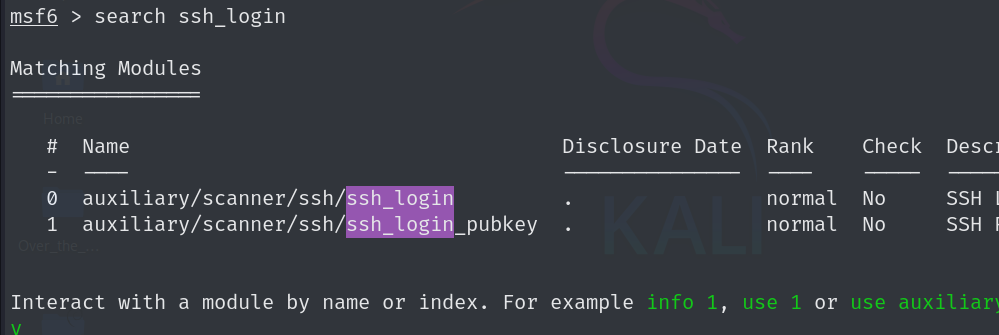 msf6 > search ssh_login
Matching Modules
================
Home
# Name Disclosure Date Rank Check Descr
- ---- --------------- ---- ----- -----
0 auxiliary/scanner/ssh/ssh_login . normal No SSH L
1 auxiliary/scanner/ssh/ssh_login_pubkey . normal No SSH P
KALI
Over_the_...
Interact with a module by name or index. For example info 1, use 1 or use auxiliary
y